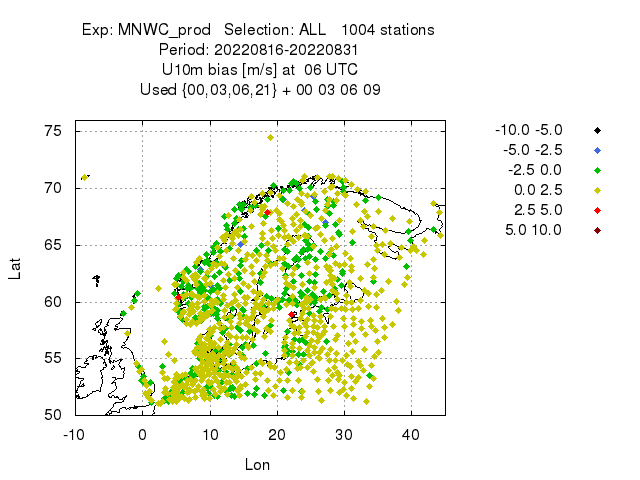 Exp: MNWC_prod   Selection: ALL   1004 stations
Period: 20220816-20220831
U10m bias [m/s] at  06 UTC
Used {00,03,06,21} + 00 03 06 09
-10.0 -5.0
-5.0 -2.5
-2.5 0.0
0.0 2.5
2.5 5.0
5.0 10.0
75
70
65
60
55
50
Lat
-10 0 10 20 30 40
Lon